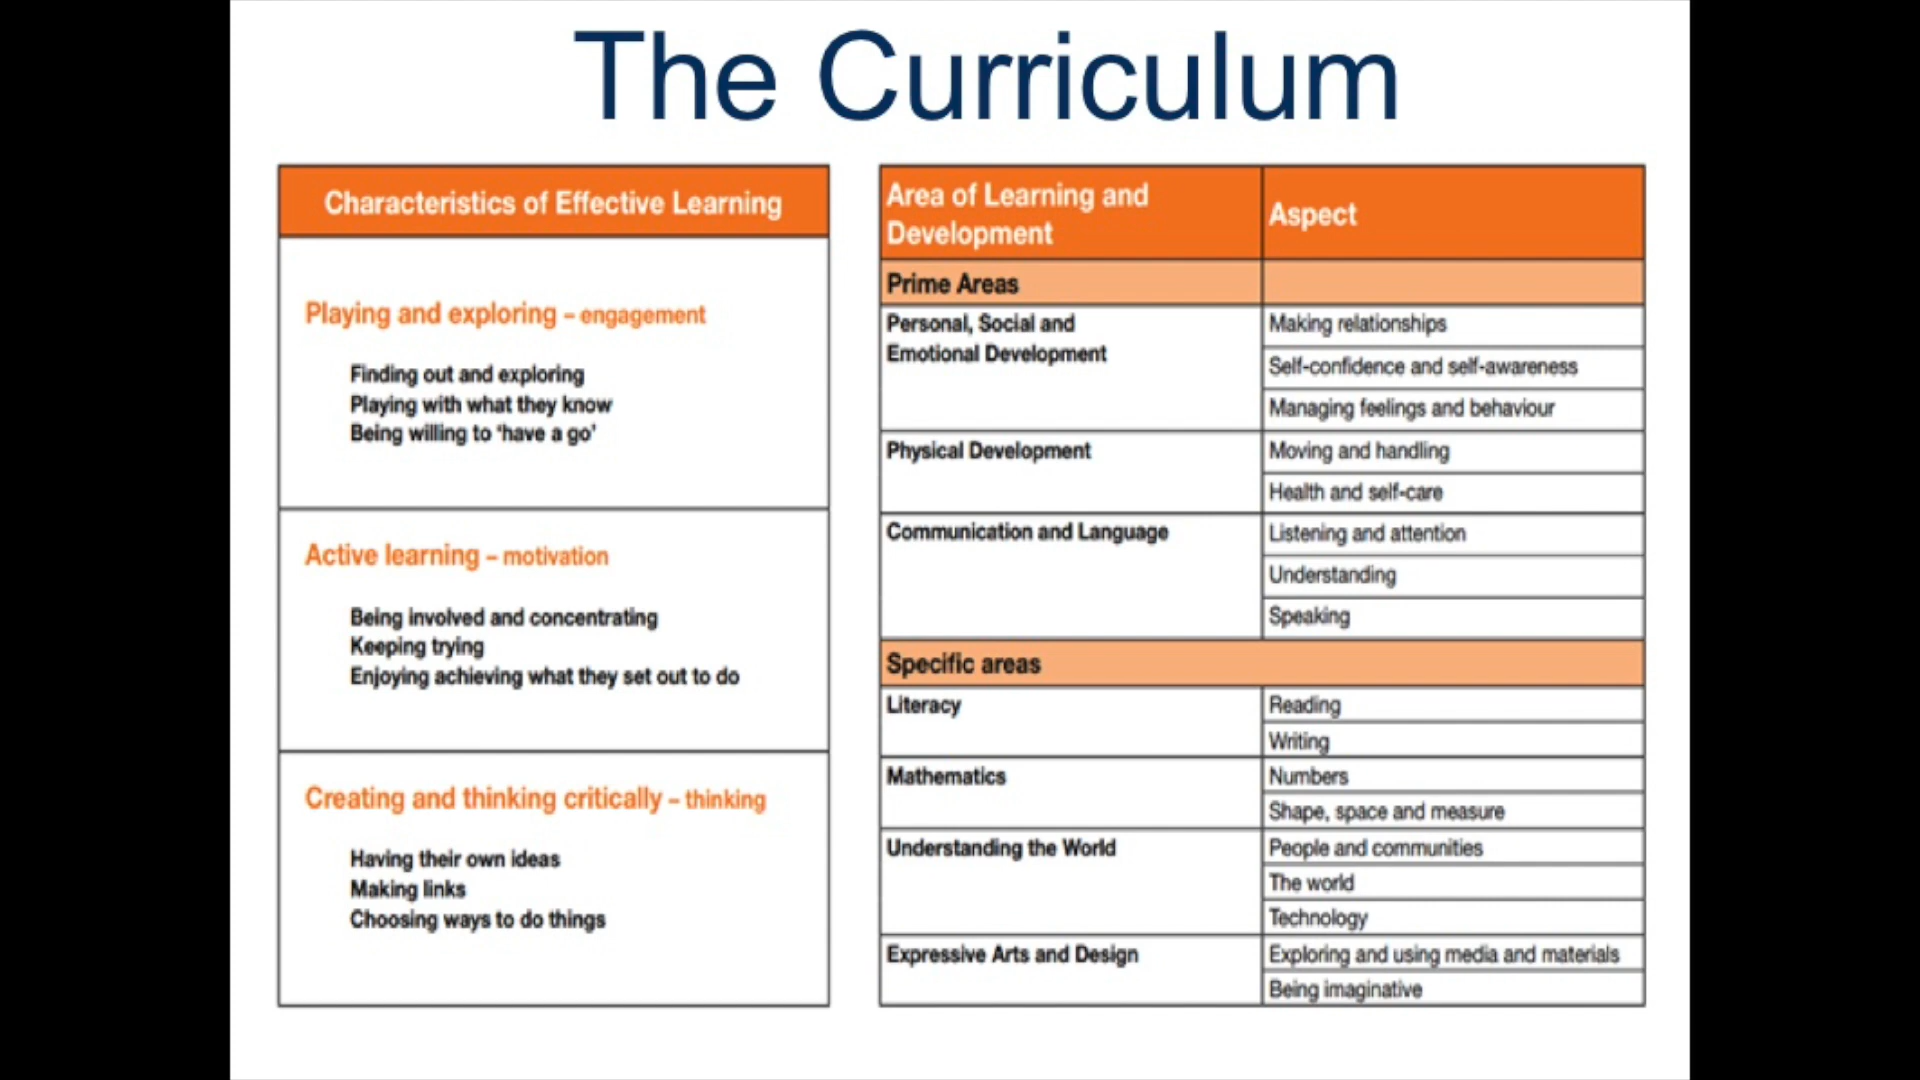 The Curriculum
Characteristics of Effective Learning
Playing and exploring – engagement
Finding out and exploring
Playing with what they know
Being willing to ‘have a go’
Active learning – motivation
Being involved and concentrating
Keeping trying
Enjoying achieving what they set out to do
Creating and thinking critically – thinking
Having their own ideas
Making links
Choosing ways to do things
Area of Learning and
Development
Aspect
Prime Areas
Personal, Social and
Emotional Development
Making relationships
Self-confidence and self-awareness
Managing feelings and behaviour
Physical Development
Moving and handling
Health and self-care
Communication and Language
Listening and attention
Understanding
Speaking
Specific areas
Literacy
Reading
Writing
Mathematics
Numbers
Shape, space and measure
Understanding the World
People and communities
The world
Technology
Expressive Arts and Design
Exploring and using media and materials
Being imaginative